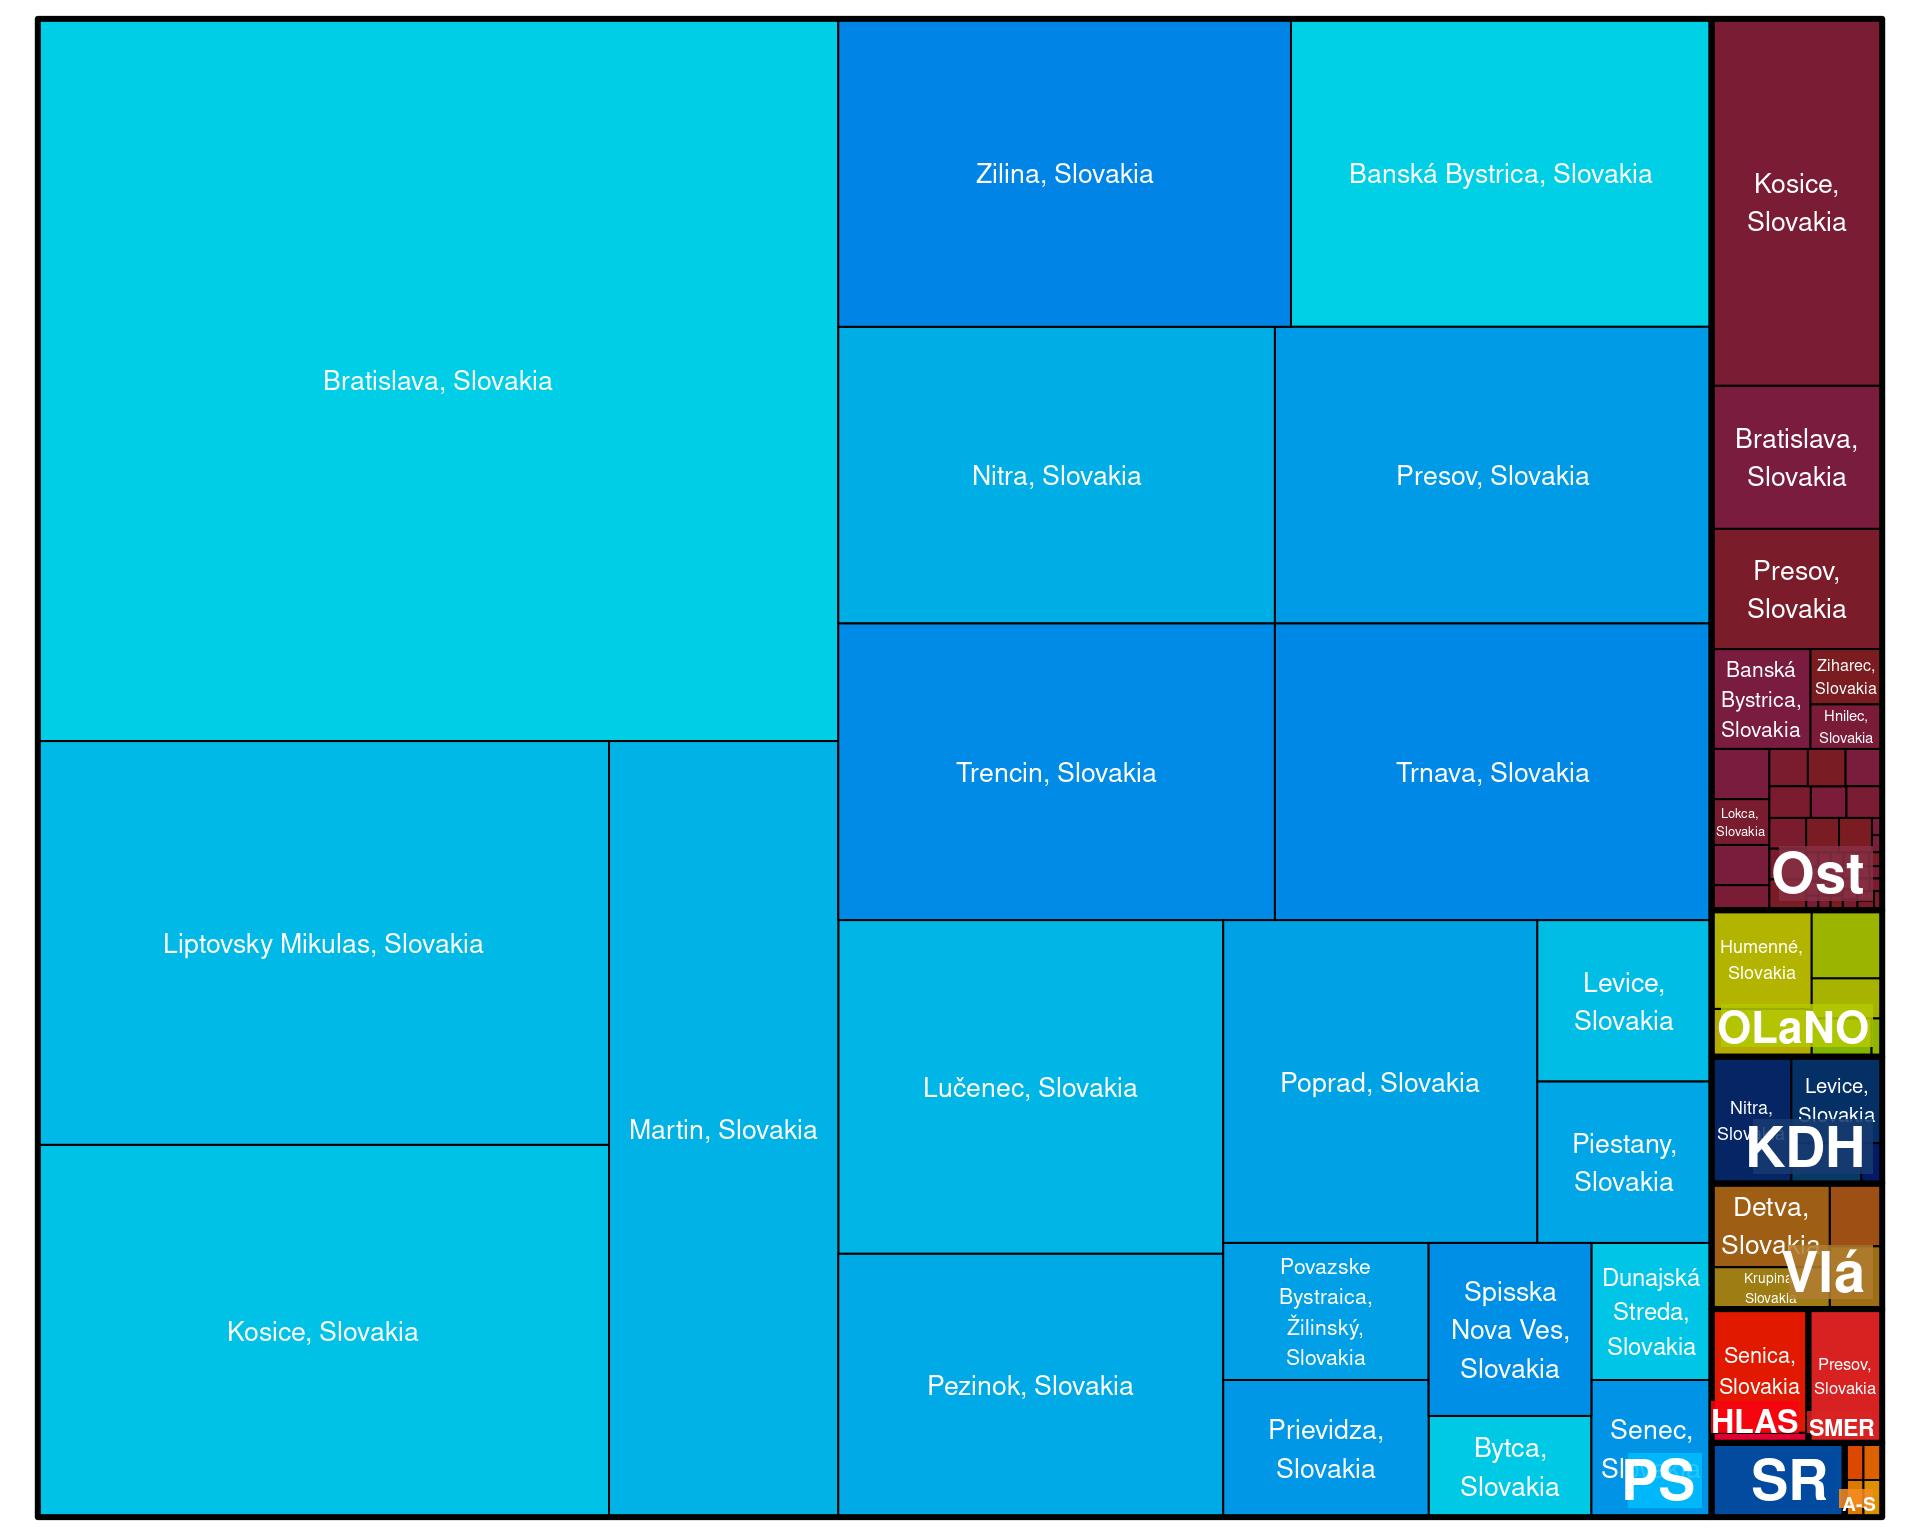 Bratislava, Slovakia
Liptovsky Mikulas, Slovakia
Kosice, Slovakia
Martin, Slovakia
Zilina, Slovakia
Banská Bystrica, Slovakia
Nitra, Slovakia
Presov, Slovakia
Trencin, Slovakia
Trnava, Slovakia
Lučenec, Slovakia
Pezinok, Slovakia
Poprad, Slovakia
Levice,
Slovakia
Piestany,
Slovakia
Povazske
Bystraica,
Žilinský,
Slovakia
Prievidza,
Slovakia
Spisska
Nova Ves,
Slovakia
Bytca,
Slovakia
Dunajská
Streda,
Slovakia
Senec,
Slovakia
PS
Kosice,
Slovakia
Bratislava,
Slovakia
Presov,
Slovakia
Banská
Bystrica,
Slovakia
Ziharec,
Slovakia
Hnilec,
Slovakia
Lokca,
Slovakia
Ost
Humenné,
Slovakia
OLaNO
Nitra,
Slovakia
Levice,
Slovakia
KDH
Detva,
Slovakia
Krupina,
Slovakia
Vlá
Senica,
Slovakia
HLAS
Presov,
Slovakia
SMER
SR
A-S